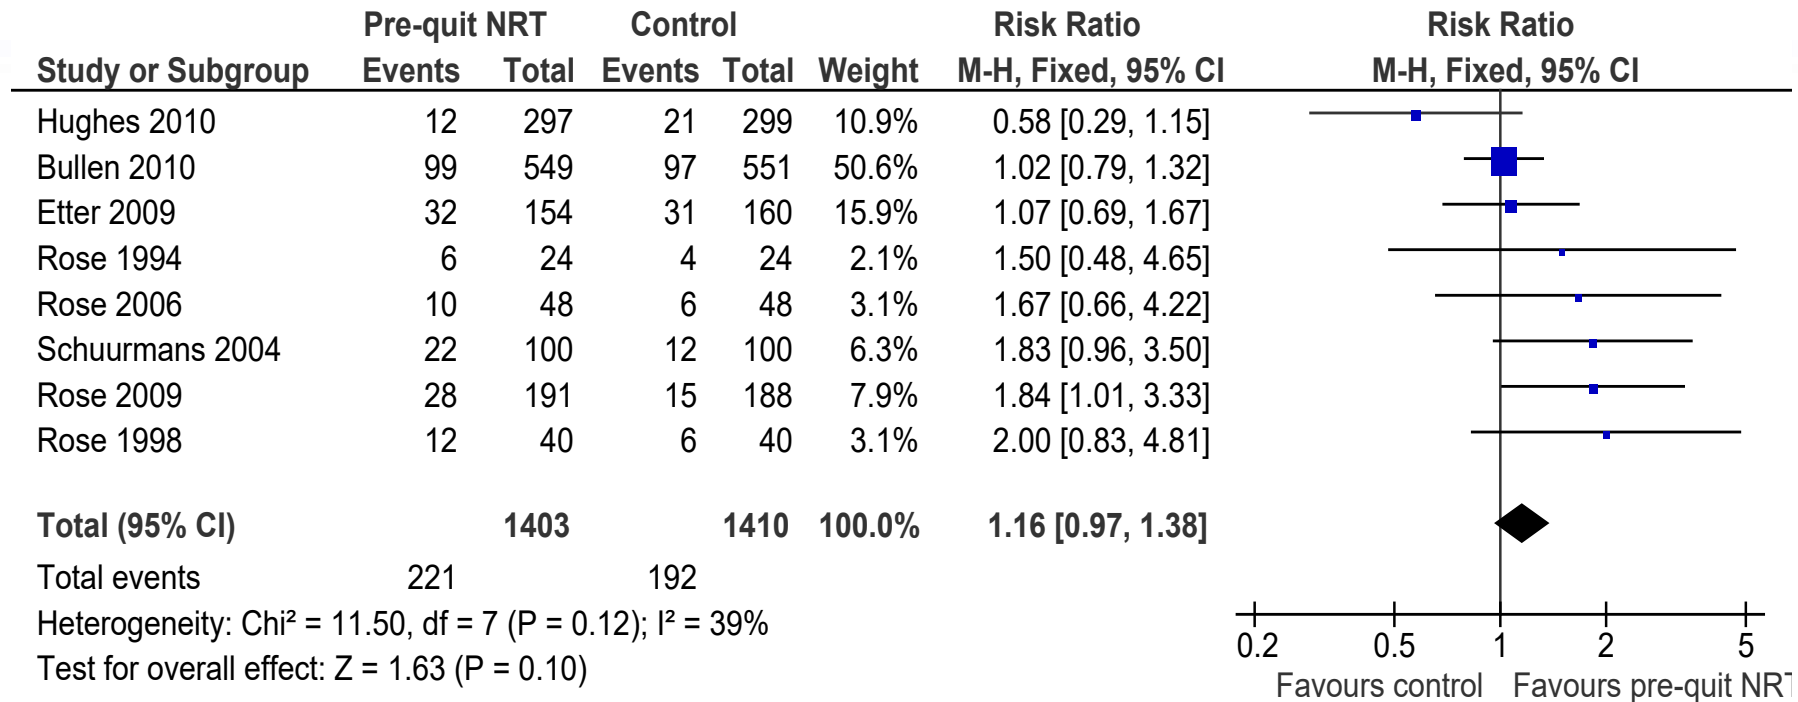 Pre-quit NRT Control Risk Ratio Risk Ratio
Study or Subgroup Events Total Events Total Weight M-H, Fixed, 95% CI M-H, Fixed, 95% CI
Hughes 2010 12 297 21 299 10.9% 0.58 [0.29, 1.15]
Bullen 2010 99 549 97 551 50.6% 1.02 [0.79, 1.32]
Etter 2009 32 154 31 160 15.9% 1.07 [0.69, 1.67]
Rose 1994 6 24 4 24 2.1% 1.50 [0.48, 4.65]
Rose 2006 10 48 6 48 3.1% 1.67 [0.66, 4.22]
Schuurmans 2004 22 100 12 100 6.3% 1.83 [0.96, 3.50]
Rose 2009 28 191 15 188 7.9% 1.84 [1.01, 3.33]
Rose 1998 12 40 6 40 3.1% 2.00 [0.83, 4.81]
Total (95% CI) 1403 1410 100.0% 1.16 [0.97, 1.38]
Total events 221 192
Heterogeneity: Chi² = 11.50, df = 7 (P = 0.12); I² = 39%
Test for overall effect: Z = 1.63 (P = 0.10)
0.2 0.5 1 2 5
Favours control Favours pre-quit NRT